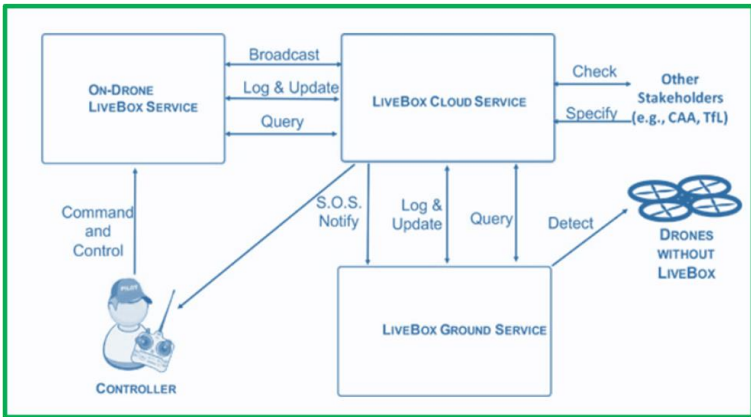 ON-DRONE
LIVEBOX SERVICE
Broadcast
Log & Update
Query
LIVEBOX CLOUD SERVICE
Check
Specify
Other
Stakeholders
(e.g., CAA, TfL)
Command
and
Control
S.O.S.
Notify
Log &
Update
Query
Detect
DRONES
WITHOUT
LIVEBOX
PILOT
CONTROLLER
LIVEBOX GROUND SERVICE